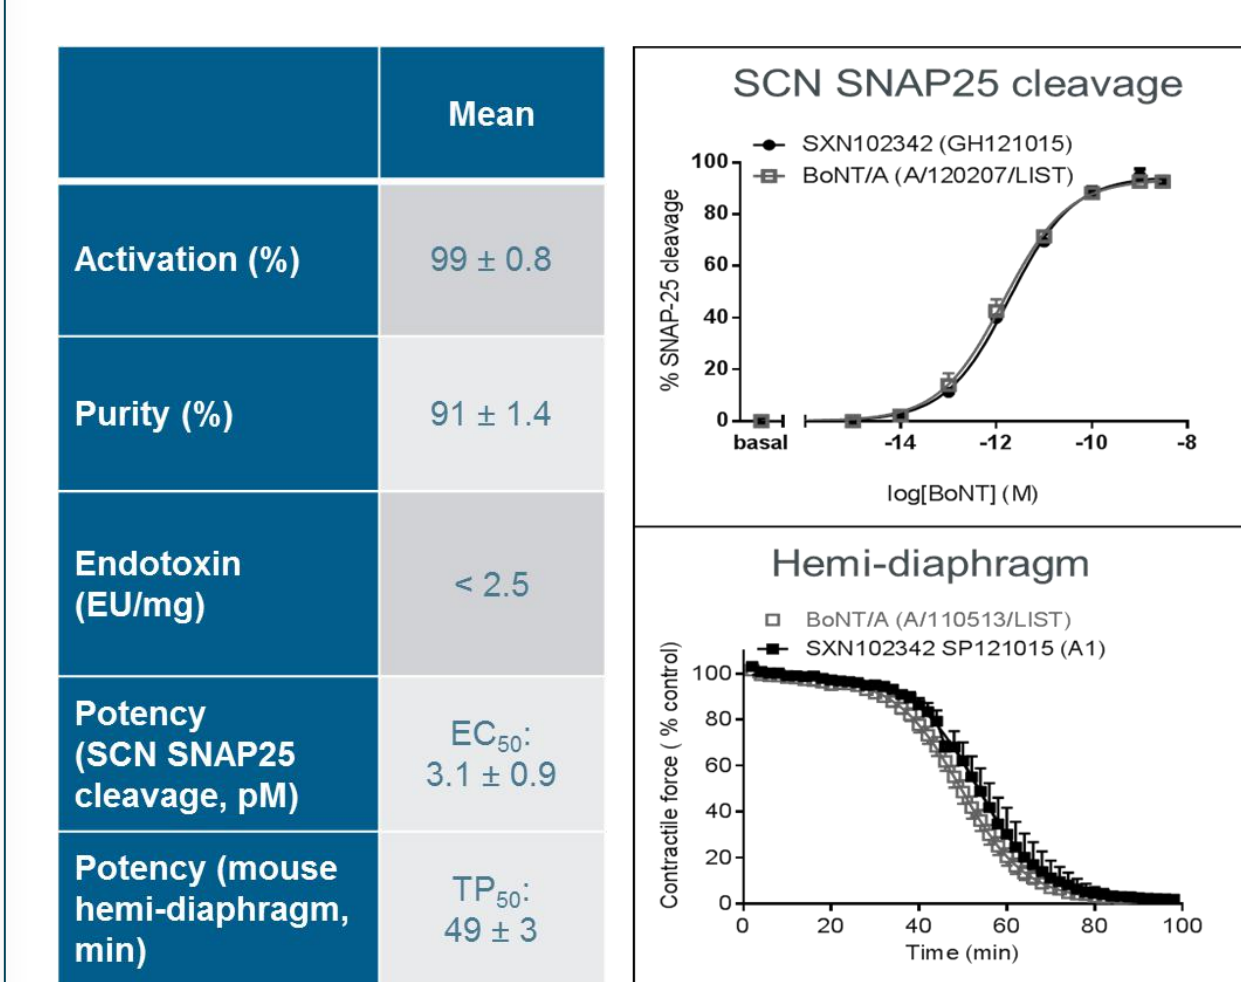 Mean
Activation (%)
99 ± 0.8
Purity (%)
91 ± 1.4
Endotoxin
(EU/mg)
< 2.5
Potency
(SCN SNAP25
cleavage, pM)
EC50:
3.1 ± 0.9
Potency (mouse
hemi-diaphragm,
min)
TP50:
49 ± 3
SCN SNAP25 cleavage
SXN102342 (GH121015)
BoNT/A (A/120207/LIST)
% SNAP-25 cleavage
100
80
60
40
20
0
basal -14 -12 -10 -8
log[BoNT] (M)
Hemi-diaphragm
BoNT/A (A/110513/LIST)
SXN102342 SP121015 (A1)
Contractile force ( % control)
100
80
60
40
20
0
0 20 40 60 80 100
Time (min)